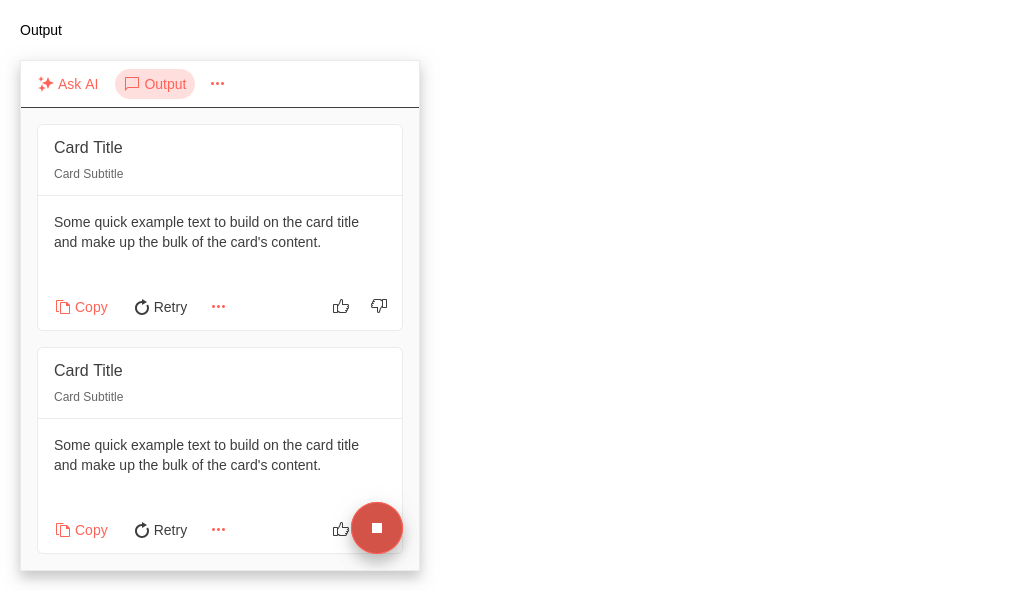 Output
Ask AI Output
Card Title
Card Subtitle
Some quick example text to build on the card title
and make up the bulk of the card's content.
Copy Retry
Card Title
Card Subtitle
Some quick example text to build on the card title
and make up the bulk of the card's content.
Copy Retry